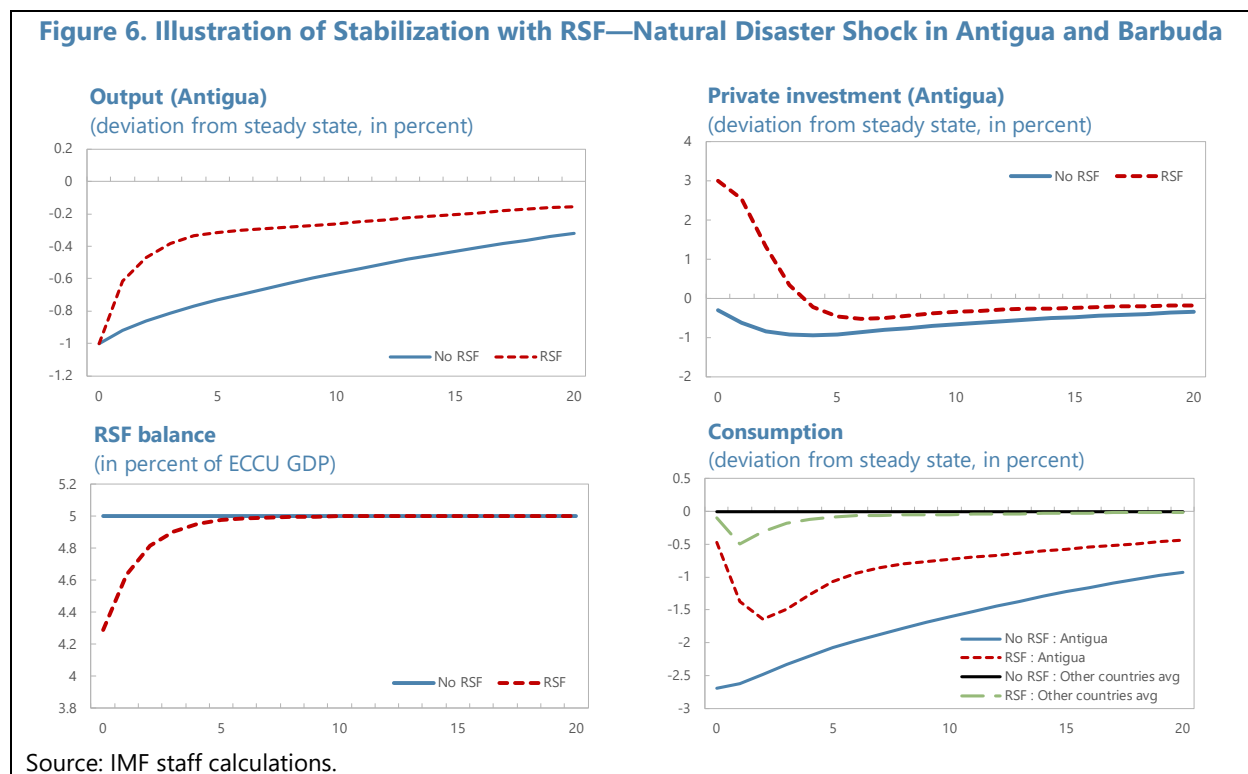 Figure 6. Illustration of Stabilization with RSF—Natural Disaster Shock in Antigua and Barbuda
Output (Antigua)
(deviation from steady state, in percent)
0.2
0
-0.2
-0.4
-0.6
-0.8
-1
-1.2
No RSF
RSF
0
5
10
15
20
Private investment (Antigua)
(deviation from steady state, in percent)
4
3
2
1
0
-1
-2
No RSF
RSF
0
5
10
15
20
RSF balance
(in percent of ECCU GDP)
5.2
5
4.8
4.6
4.4
4.2
4
3.8
No RSF
RSF
0
5
10
15
20
Consumption
(deviation from steady state, in percent)
0.5
0
-0.5
-1
-1.5
-2
-2.5
-3
No RSF : Antigua
RSF : Antigua
No RSF : Other countries avg
RSF : Other countries avg
0
5
10
15
20
Source: IMF staff calculations.